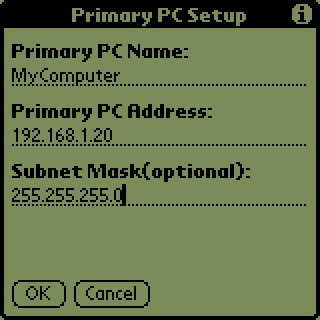 Primary PC Setup
Primary PC Name:
MyComputer
Primary PC Address:
192.168.1.20
Subnet Mask(optional):
255.255.255.0
OK Cancel